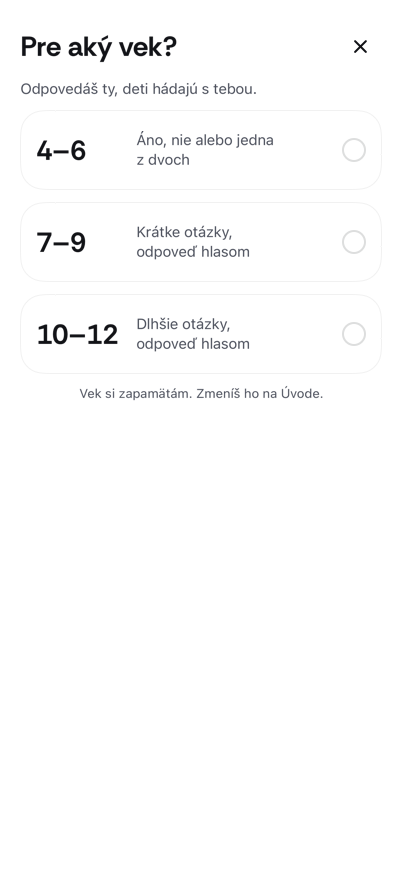 Pre aký vek?
Odpovedáš ty, deti hádajú s tebou.
4–6
Áno, nie alebo jedna
z dvoch
7–9
Krátke otázky,
odpoveď hlasom
10–12
Dlhšie otázky,
odpoveď hlasom
Vek si zapamätám. Zmeníš ho na Úvode.